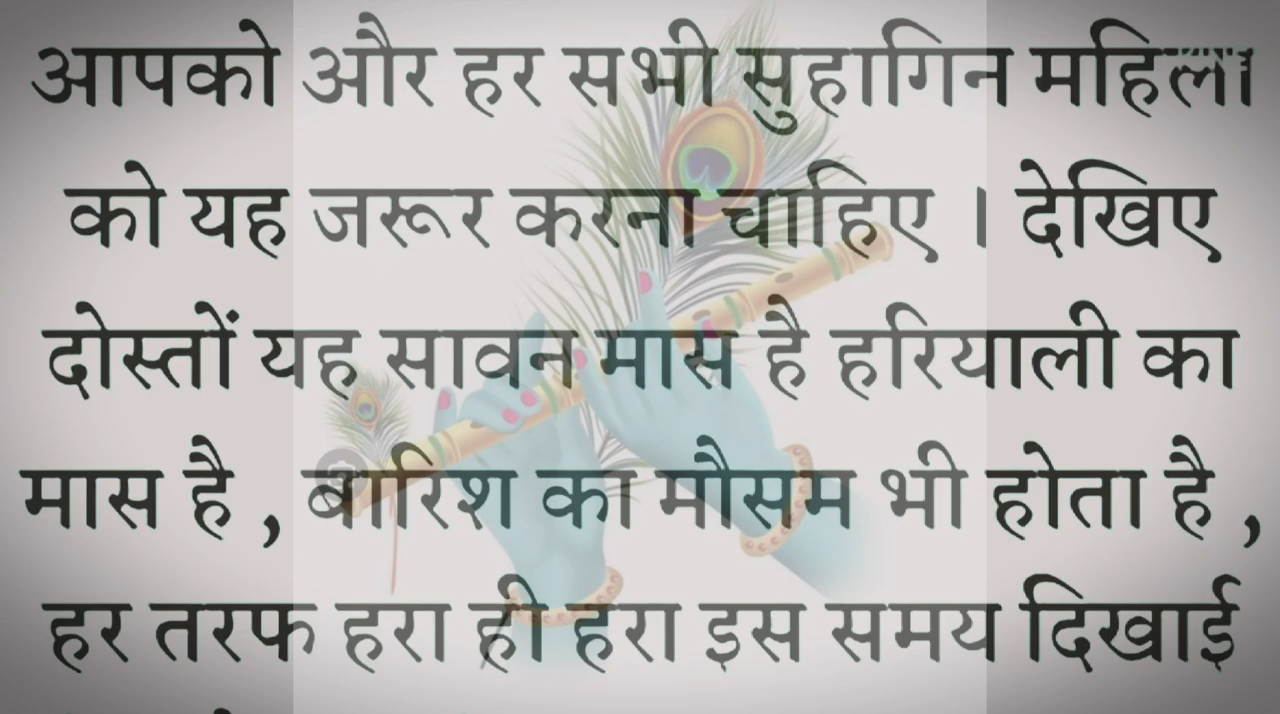 आपको और हर सभी सुहागिन महिला
को यह जरूर करना चाहिए । देखिए
दोस्तों यह सावन मास है हरियाली का
मास है , बारिश का मौसम भी होता है ,
हर तरफ हरा ही हरा इस समय दिखाई